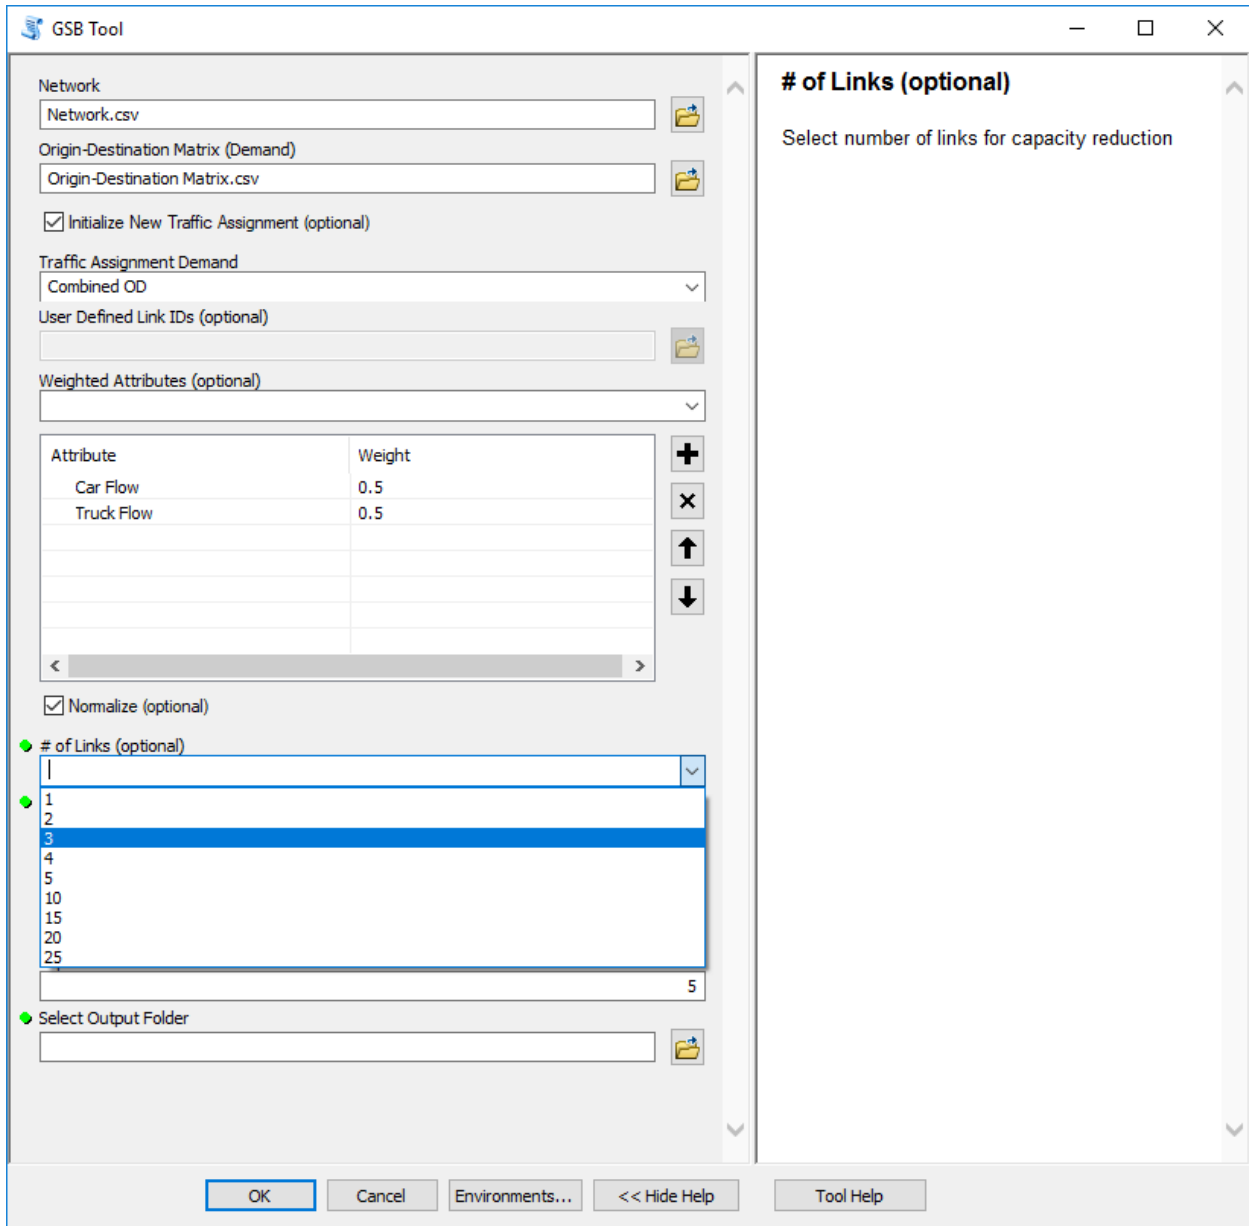 GSB Tool
Network
Network.csv
Origin-Destination Matrix (Demand)
Origin-Destination Matrix.csv
Initialize New Traffic Assignment (optional)
Traffic Assignment Demand
Combined OD
User Defined Link IDs (optional)
Weighted Attributes (optional)
Attribute Weight
Car Flow 0.5
Truck Flow 0.5
Normalize (optional)
# of Links (optional)
1
2
3
4
5
10
15
20
25
5
Select Output Folder
# of Links (optional)
Select number of links for capacity reduction
OK Cancel Environments... << Hide Help Tool Help